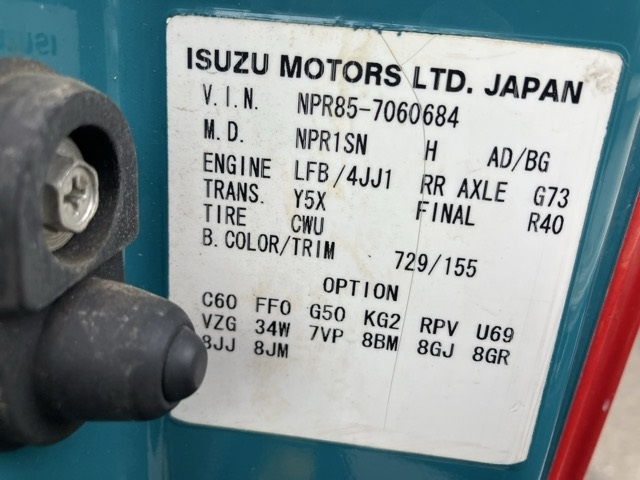 ISUZU MOTORS LTD. JAPAN
V.I.N. NPR85-7060684
M.D. NPR1SN H AD/BG
ENGINE LFB/4JJ1 RR AXLE G73
TRANS. Y5X FINAL R40
TIRE CWU
B.COLOR/TRIM 729/155
OPTION
C60 FF0 G50 KG2 RPV U69
VZG 34W 7VP 8BM 8GJ 8GR
8JJ 8JM